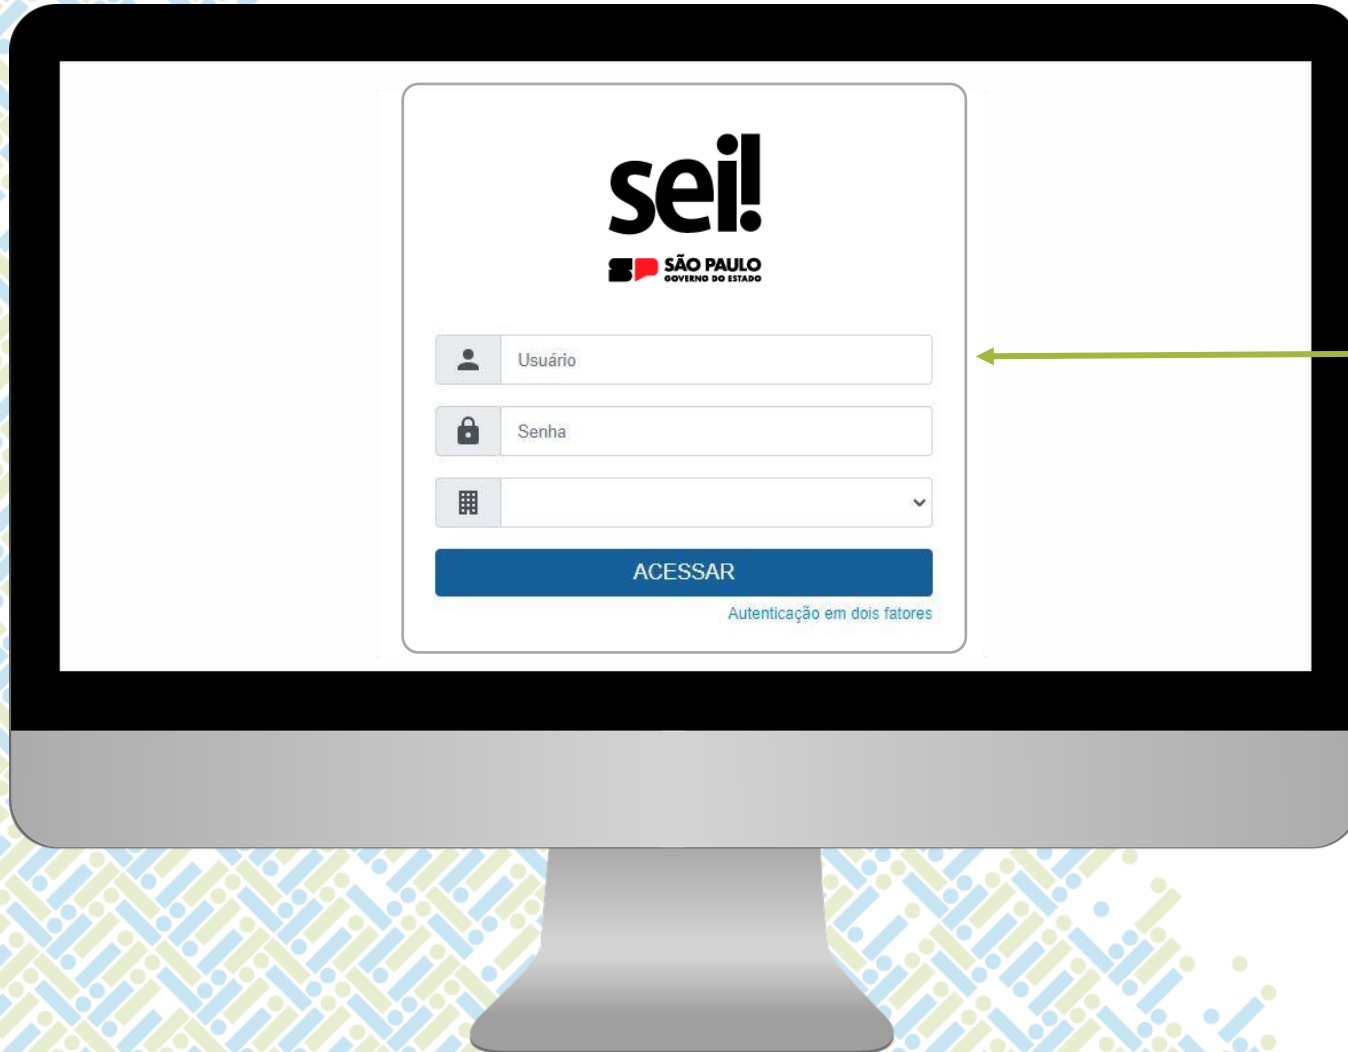 sei!
SÃO PAULO
GOVERNO DO ESTADO
Usuário
Senha
ACESSAR
Autenticação em dois fatores